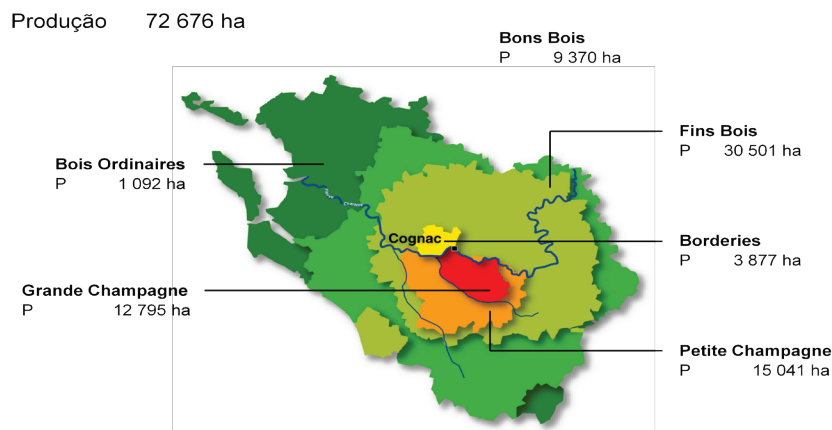 Produção 72 676 ha
Bons Bois
P 9 370 ha
Fins Bois
P 30 501 ha
Bois Ordinaires
P 1 092 ha
Cognac
Borderies
P 3 877 ha
Grande Champagne
P 12 795 ha
Petite Champagne
P 15 041 ha